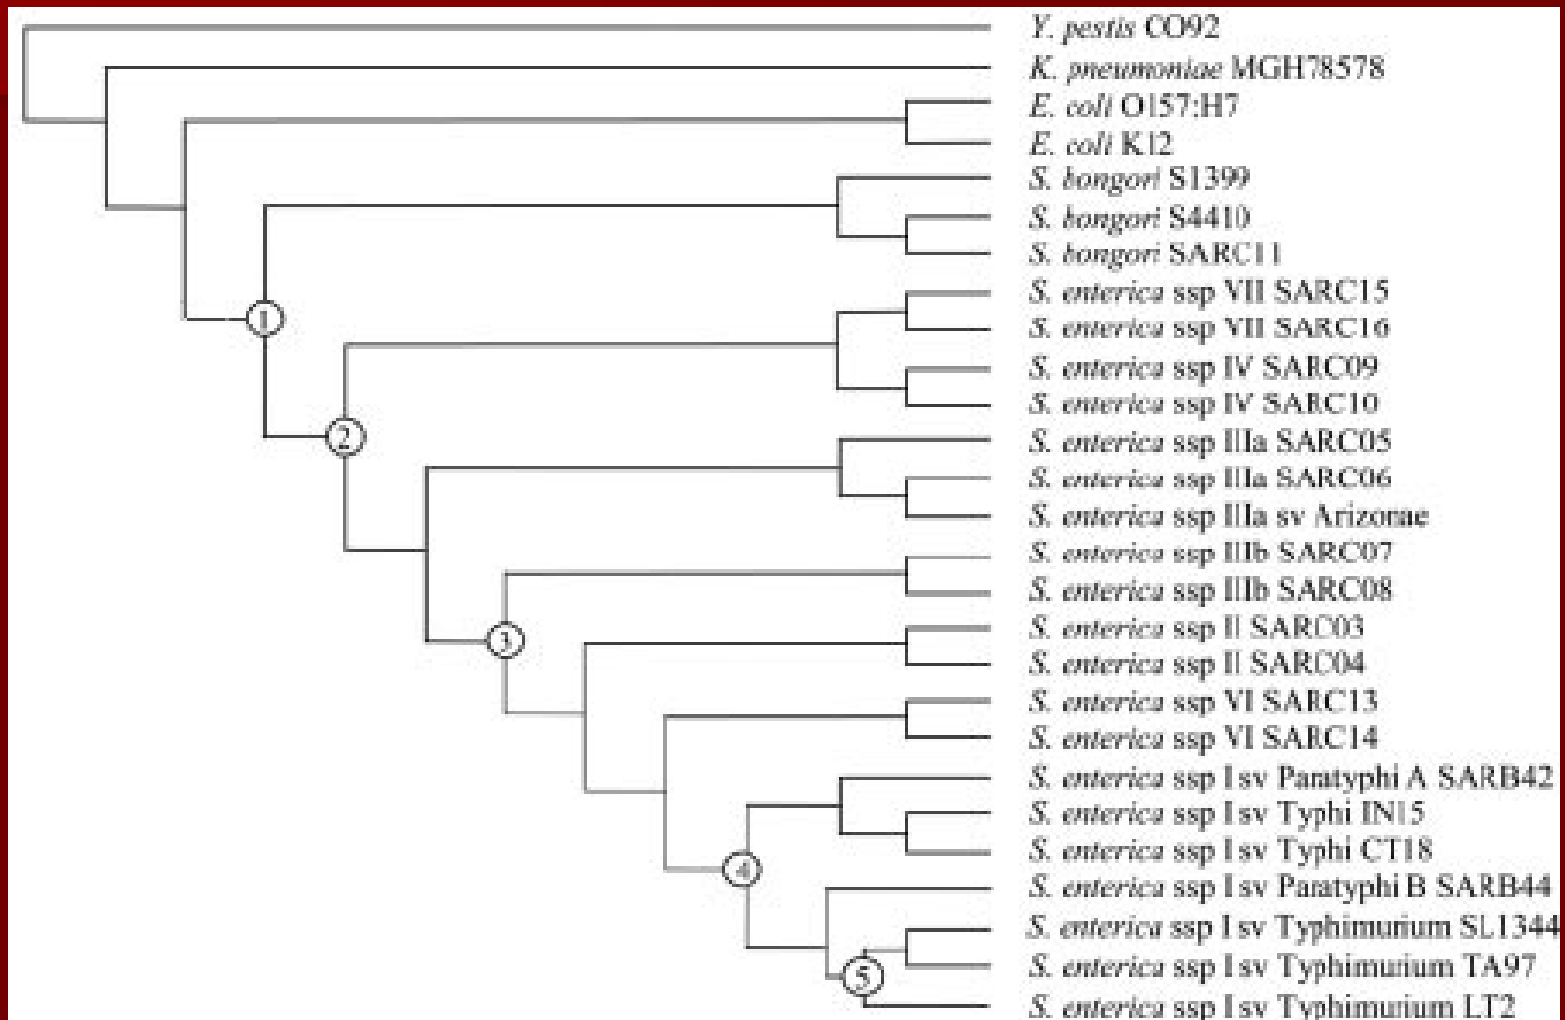 Y. pestis CO92
K. pneumoniae MGH78578
E. coli O157:H7
E. coli K12
S. bongori S1399
S. bongori S4410
S. bongori SARC11
1
S. enterica ssp VII SARC15
S. enterica ssp VII SARC16
S. enterica ssp IV SARC09
S. enterica ssp IV SARC10
2
S. enterica ssp IIIa SARC05
S. enterica ssp IIIa SARC06
S. enterica ssp IIIa sv Arizonae
S. enterica ssp IIIb SARC07
S. enterica ssp IIIb SARC08
3
S. enterica ssp II SARC03
S. enterica ssp II SARC04
S. enterica ssp VI SARC13
S. enterica ssp VI SARC14
S. enterica ssp I sv Paratyphi A SARB42
S. enterica ssp I sv Typhi IN15
S. enterica ssp I sv Typhi CT18
4
S. enterica ssp I sv Paratyphi B SARB44
S. enterica ssp I sv Typhimurium SL1344
S. enterica ssp I sv Typhimurium TA97
5
S. enterica ssp I sv Typhimurium LT2